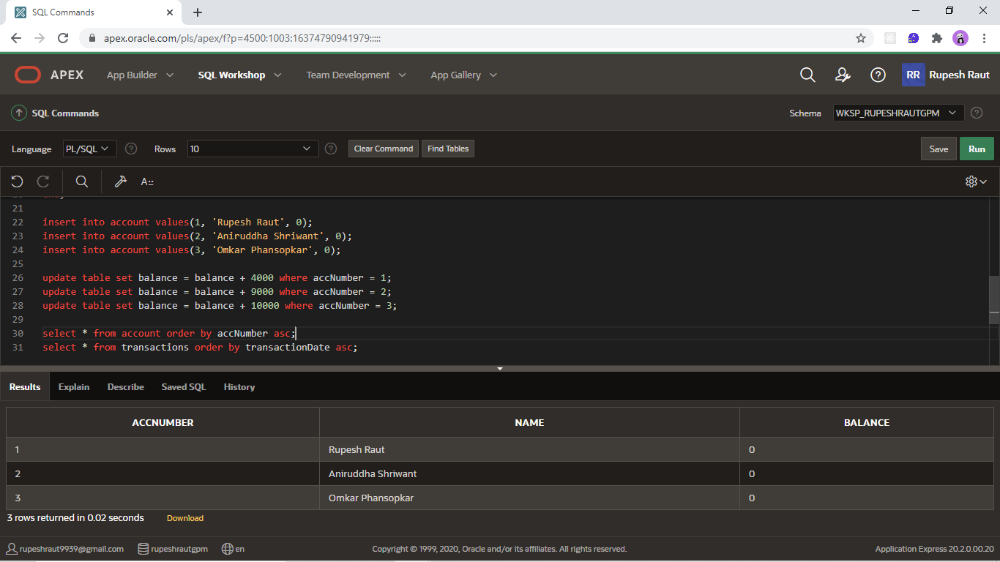 SQL Commands
apex.oracle.com/pls/apex/f?p=4500:1003:16374790941979:::::
APEX App Builder SQL Workshop Team Development App Gallery RR Rupesh Raut
SQL Commands Schema WKSP_RUPESHRAUTGPM
Language PL/SQL Rows 10 Clear Command Find Tables Save Run
A::
21
22 insert into account values(1, 'Rupesh Raut', 0);
23 insert into account values(2, 'Aniruddha Shriwant', 0);
24 insert into account values(3, 'Omkar Phansopkar', 0);
25
26 update table set balance = balance + 4000 where accNumber = 1;
27 update table set balance = balance + 9000 where accNumber = 2;
28 update table set balance = balance + 10000 where accNumber = 3;
29
30 select * from account order by accNumber asc;
31 select * from transactions order by transactionDate asc;
Results Explain Describe Saved SQL History
ACCNUMBER NAME BALANCE
1 Rupesh Raut 0
2 Aniruddha Shriwant 0
3 Omkar Phansopkar 0
3 rows returned in 0.02 seconds Download
rupeshraut9939@gmail.com rupeshrautgpm en Copyright © 1999, 2020, Oracle and/or its affiliates. All rights reserved. Application Express 20.2.0.00.20